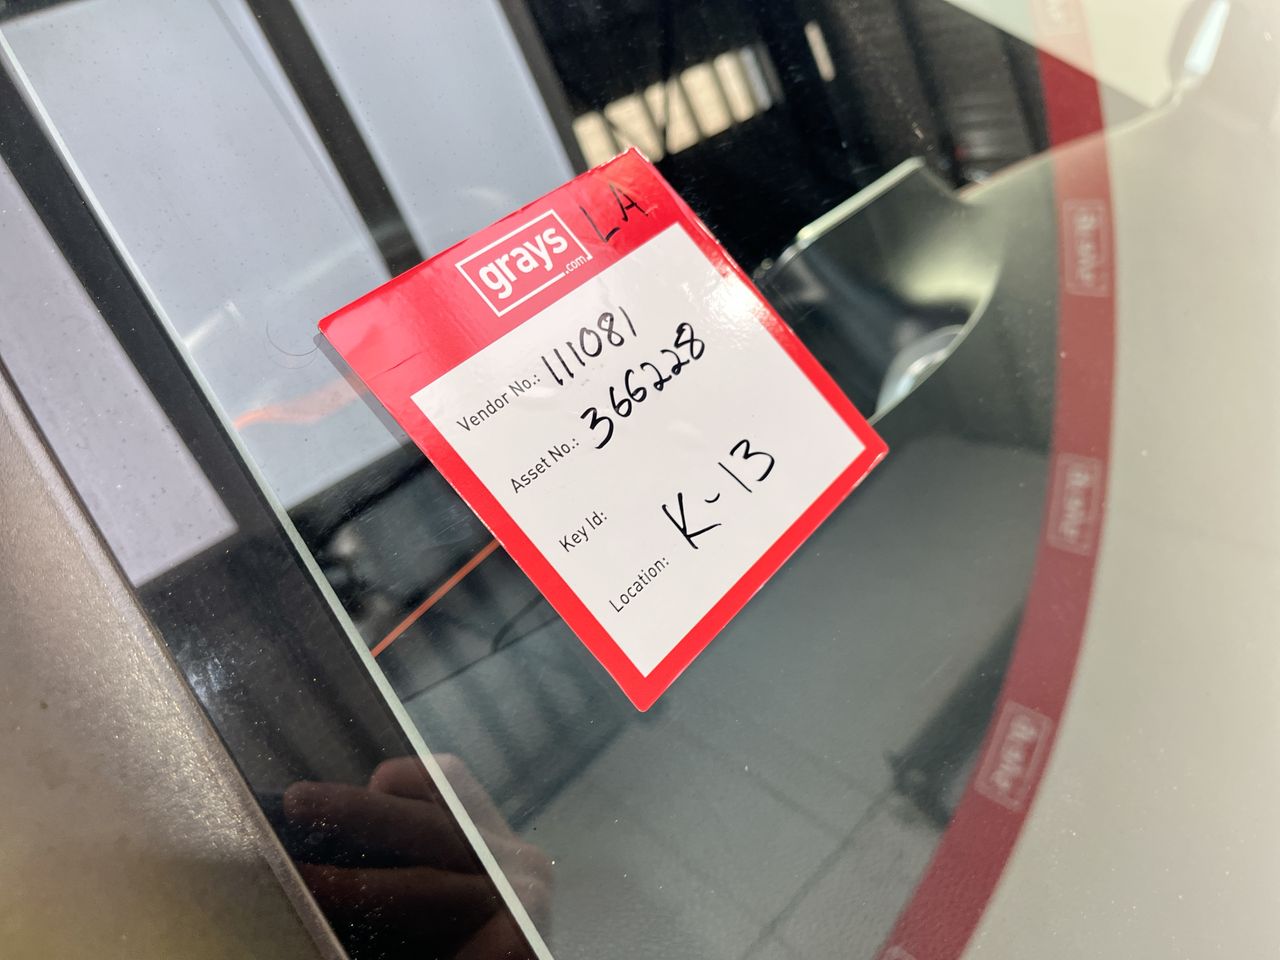 grays
.com
LA
Vendor No.: 111081
Asset No.: 366228
Key Id:
Location: K-13